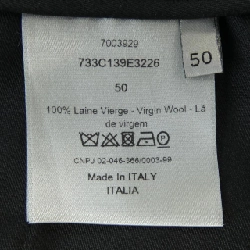 7003929
733C139E3226
50
50
100% Laine Vierge - Virgin Wool - Lã
de virgem
CNPJ 02-046-366/0003-99
Made In ITALY
ITALIA